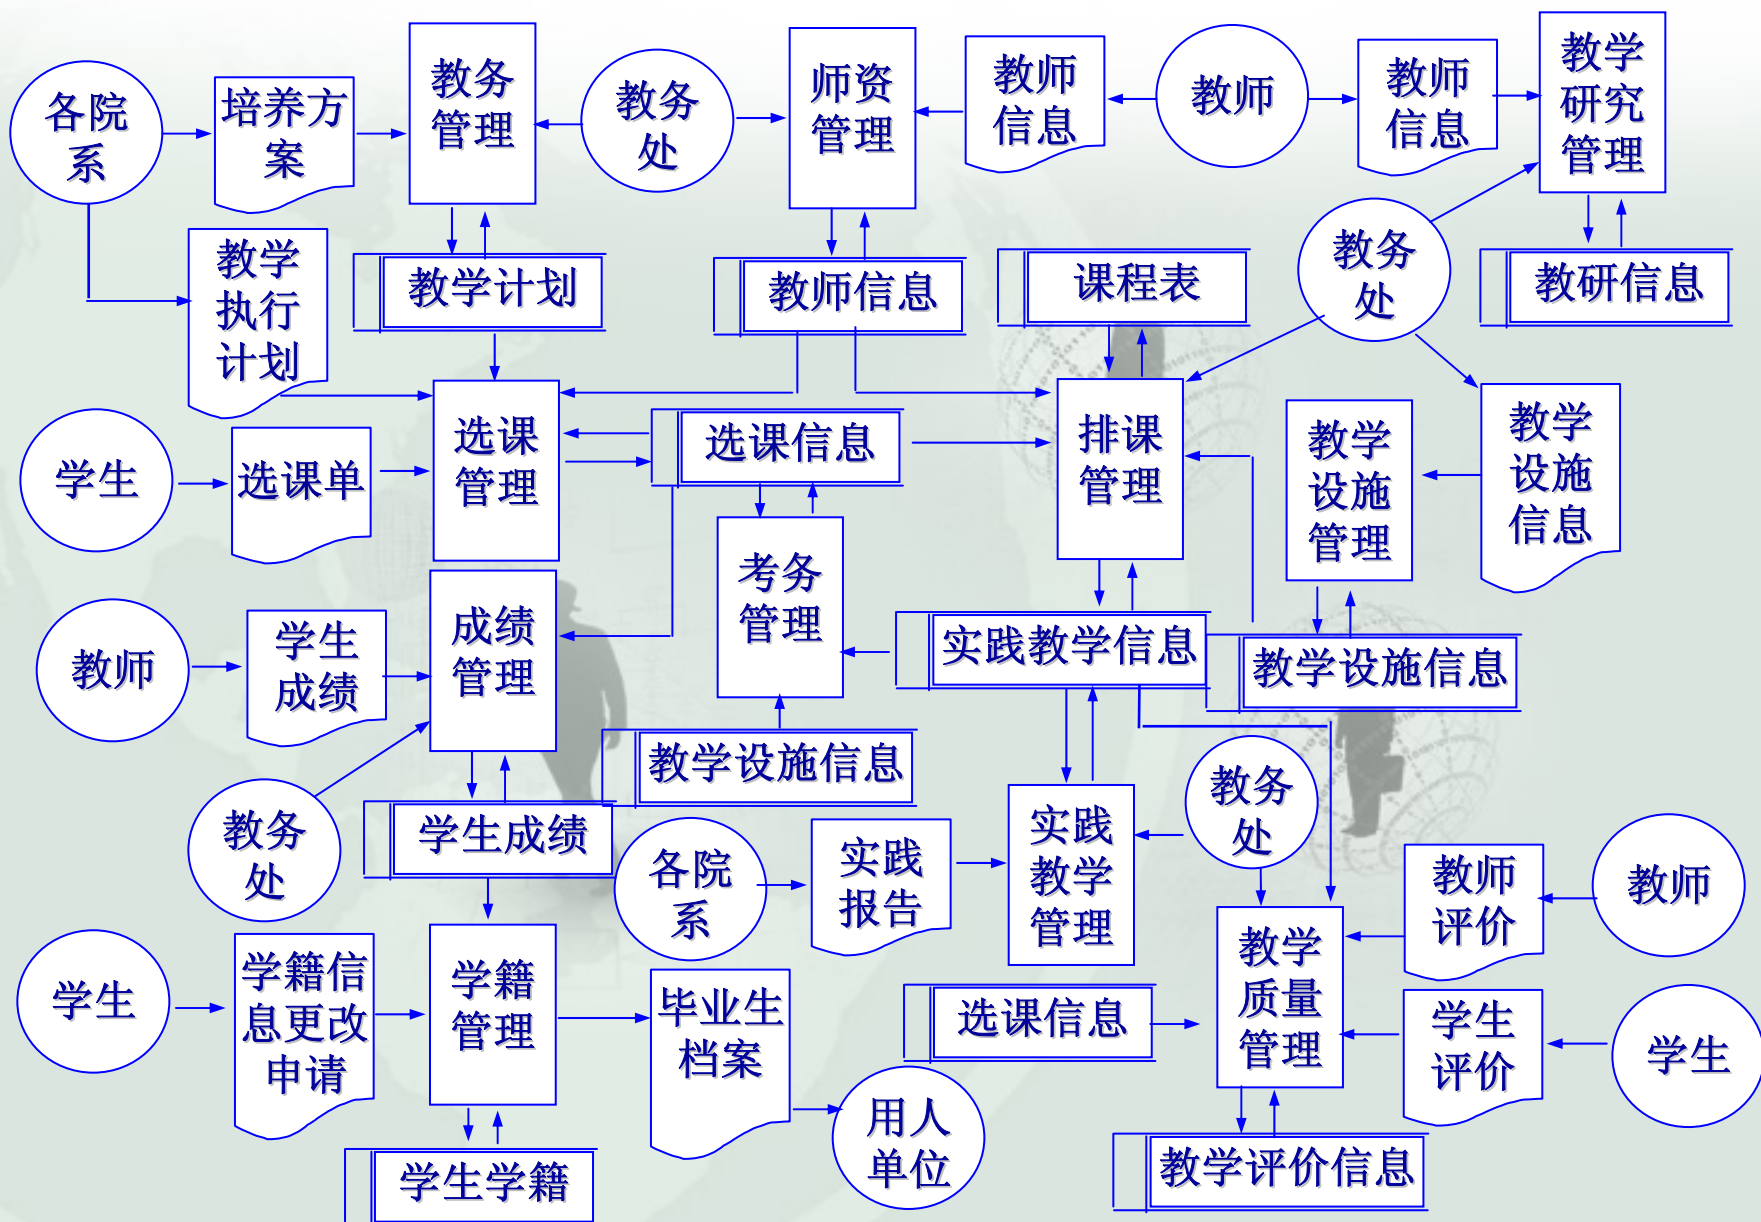 各院
系
培养方
案
教务
管理
教务
处
师资
管理
教师
信息
教师
教师
信息
教学
研究
管理
教学
执行
计划
教学计划
教师信息
课程表
教务
处
教研信息
学生
选课单
选课
管理
选课信息
排课
管理
教学
设施
管理
教学
设施
信息
教师
学生
成绩
成绩
管理
考务
管理
实践教学信息
教学设施信息
教务
处
学生成绩
教学设施信息
各院
系
实践
报告
实践
教学
管理
教务
处
教师
评价
教师
学生
学籍信
息更改
申请
学籍
管理
毕业生
档案
选课信息
教学
质量
管理
学生
评价
学生
学生学籍
用人
单位
教学评价信息